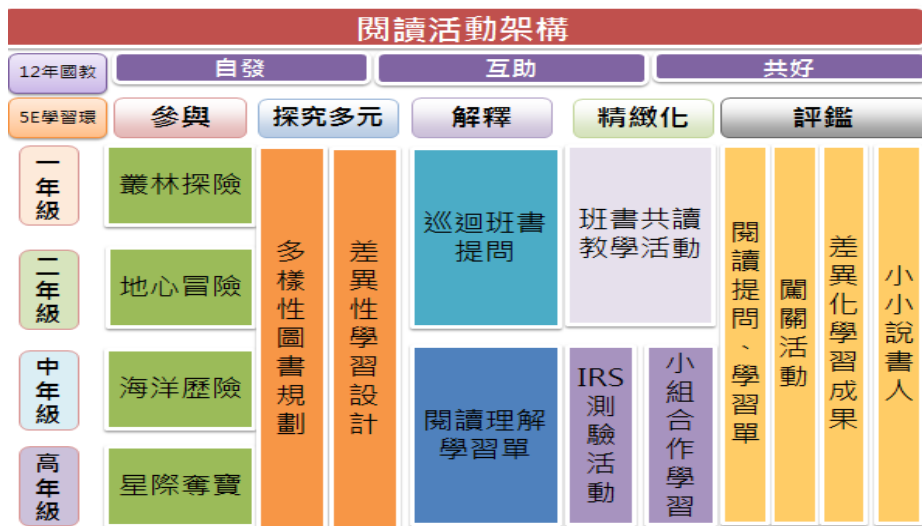 閱讀活動架構
12年國教
自發
互助
共好
5E學習環
參與
探究多元
解釋
精緻化
評鑑
一年級
叢林探險
二年級
地心冒險
中年級
海洋歷險
高年級
星際奪寶
多樣性圖書規劃
差異性學習設計
巡迴班書
提問
閱讀理解
學習單
班書共讀
教學活動
IRS
測驗活動
小組合作學習
閱讀提問、學習單
闖關活動
差異化學習成果
小小說書人